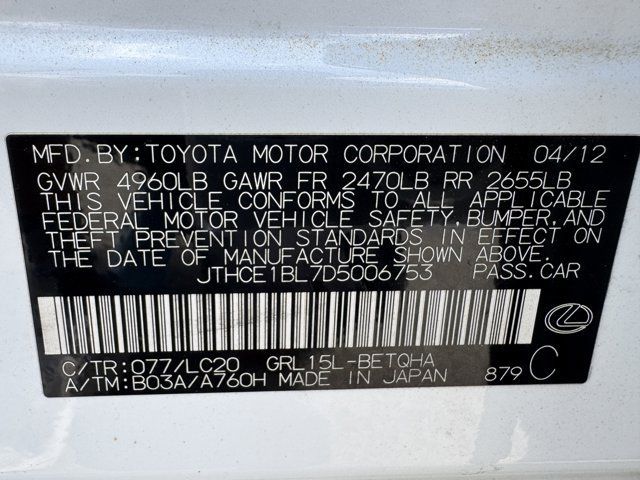 MFD. BY: TOYOTA MOTOR CORPORATION 04/12
GVWR 4960LB GAWR FR 2470LB RR 2655LB
THIS VEHICLE CONFORMS TO ALL APPLICABLE
FEDERAL MOTOR VEHICLE SAFETY, BUMPER, AND
THEFT PREVENTION STANDARDS IN EFFECT ON
THE DATE OF MANUFACTURE SHOWN ABOVE.
JTHCE1BL7D5006753 PASS. CAR
C/TR: 077/LC20 GRL15L-BETQHA
A/TM: B03A/A760H MADE IN JAPAN 879 C